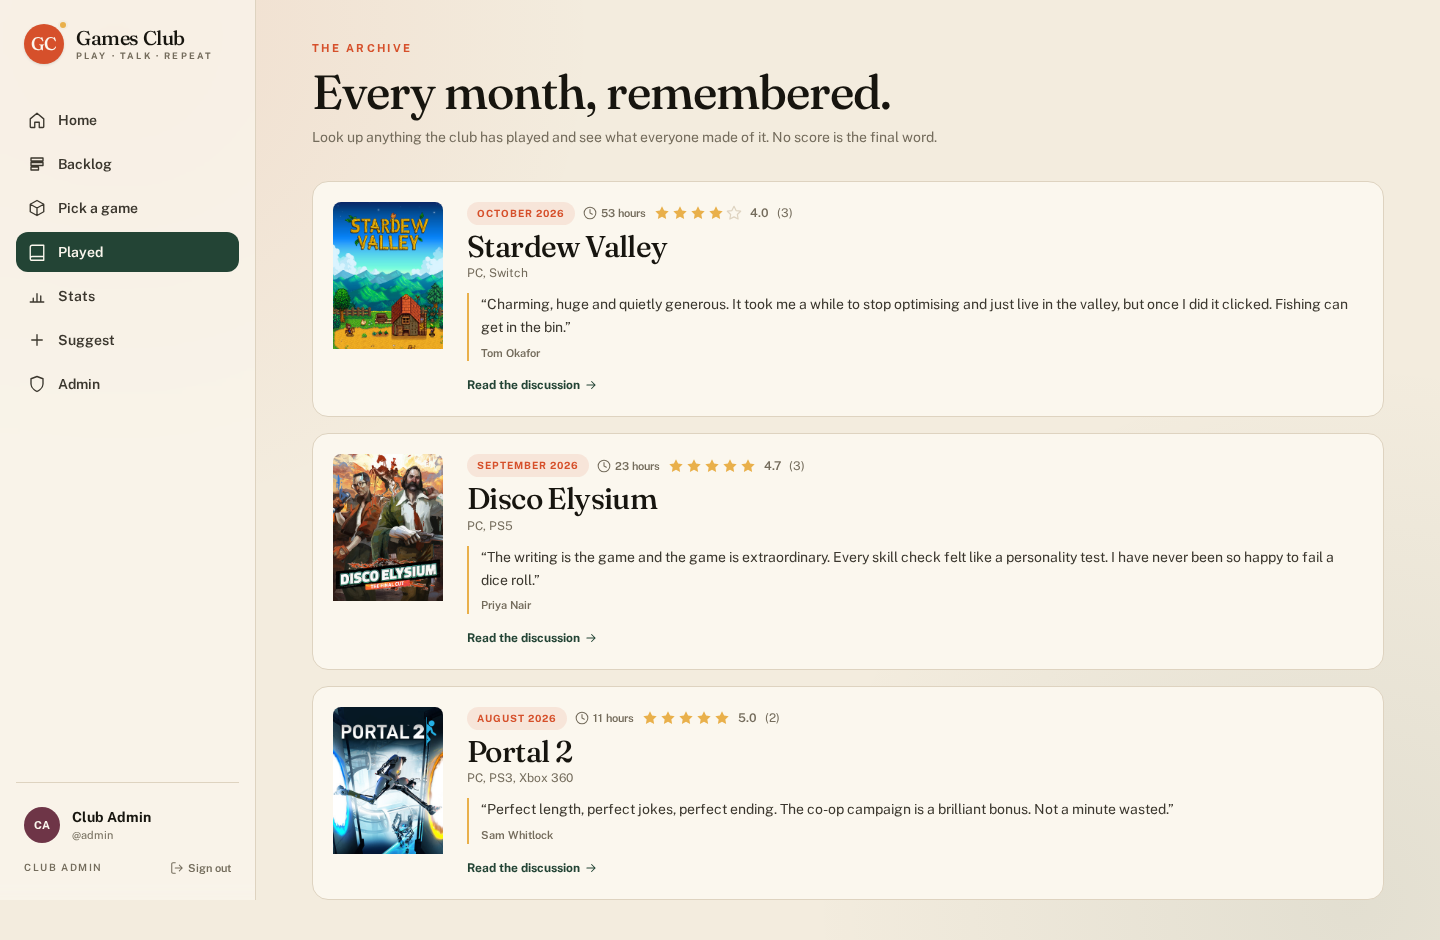 GC
Games Club
PLAY · TALK · REPEAT
Home
Backlog
Pick a game
Played
Stats
Suggest
Admin
CA
Club Admin
@admin
CLUB ADMIN
Sign out
THE ARCHIVE
Every month, remembered.
Look up anything the club has played and see what everyone made of it. No score is the final word.
STARDEW
VALLEY
OCTOBER 2026 53 hours 4.0 (3)
Stardew Valley
PC, Switch
“Charming, huge and quietly generous. It took me a while to stop optimising and just live in the valley, but once I did it clicked. Fishing can
get in the bin.”
Tom Okafor
Read the discussion →
DISCO ELYSIUM
THE FINAL CUT
SEPTEMBER 2026 23 hours 4.7 (3)
Disco Elysium
PC, PS5
“The writing is the game and the game is extraordinary. Every skill check felt like a personality test. I have never been so happy to fail a
dice roll.”
Priya Nair
Read the discussion →
PORTAL 2
AUGUST 2026 11 hours 5.0 (2)
Portal 2
PC, PS3, Xbox 360
“Perfect length, perfect jokes, perfect ending. The co-op campaign is a brilliant bonus. Not a minute wasted.”
Sam Whitlock
Read the discussion →